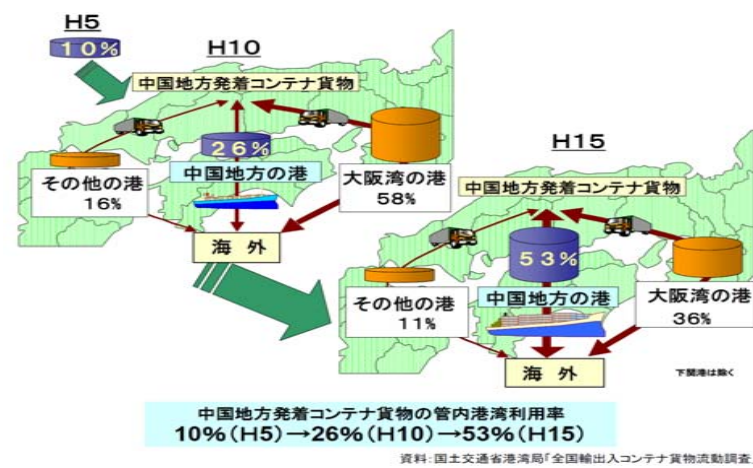 H5
10%
H10
中国地方発着コンテナ貨物
26%
中国地方の港
その他の港
16%
大阪湾の港
58%
海 外
H15
中国地方発着コンテナ貨物
53%
中国地方の港
その他の港
11%
大阪湾の港
36%
海 外
下関港は除く
中国地方発着コンテナ貨物の管内港湾利用率
10%(H5)→26%(H10)→53%(H15)
資料:国土交通省港湾局「全国輸出入コンテナ貨物流動調査